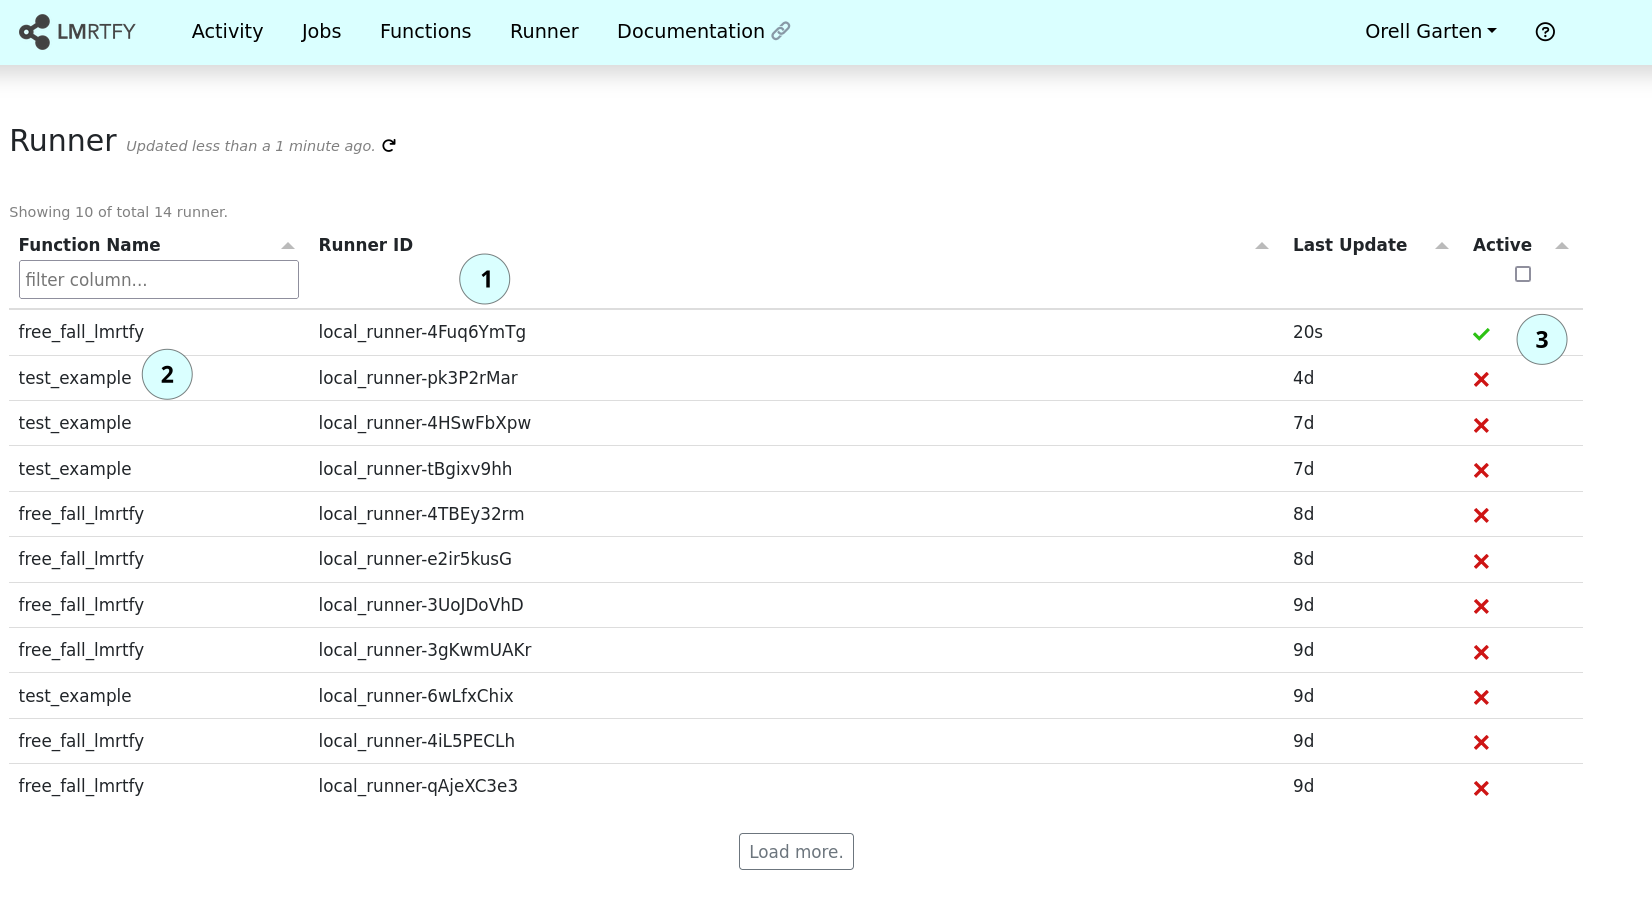 LMRTFY Activity Jobs Functions Runner Documentation Orell Garten ?
Runner Updated less than a 1 minute ago.
Showing 10 of total 14 runner.
Function Name Runner ID Last Update Active
filter column...
1
free_fall_lmrtfy local_runner-4Fuq6YmTg 20s
3
test_example local_runner-pk3P2rMar 4d
2
test_example local_runner-4HSwFbXpw 7d
test_example local_runner-tBgixv9hh 7d
free_fall_lmrtfy local_runner-4TBEy32rm 8d
free_fall_lmrtfy local_runner-e2ir5kusG 8d
free_fall_lmrtfy local_runner-3UoJDoVhD 9d
free_fall_lmrtfy local_runner-3gKwmUAKr 9d
test_example local_runner-6wLfxChix 9d
free_fall_lmrtfy local_runner-4iL5PECLh 9d
free_fall_lmrtfy local_runner-qAjeXC3e3 9d
Load more.